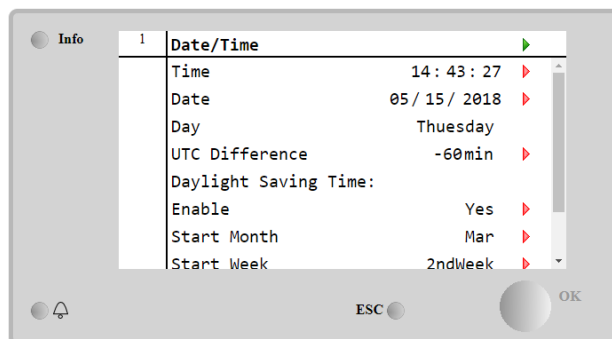 Info
1 Date/Time
Time 14:43:27
Date 05/15/2018
Day Thuesday
UTC Difference -60min
Daylight Saving Time:
Enable Yes
Start Month Mar
Start Week 2ndWeek
ESC
OK